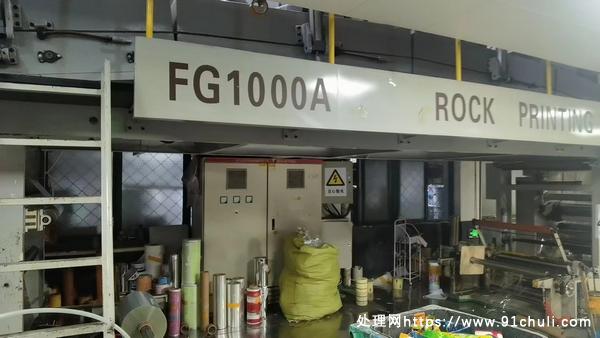 FG1000A ROCK PRINTING
处理网https://www.91chuli.com/